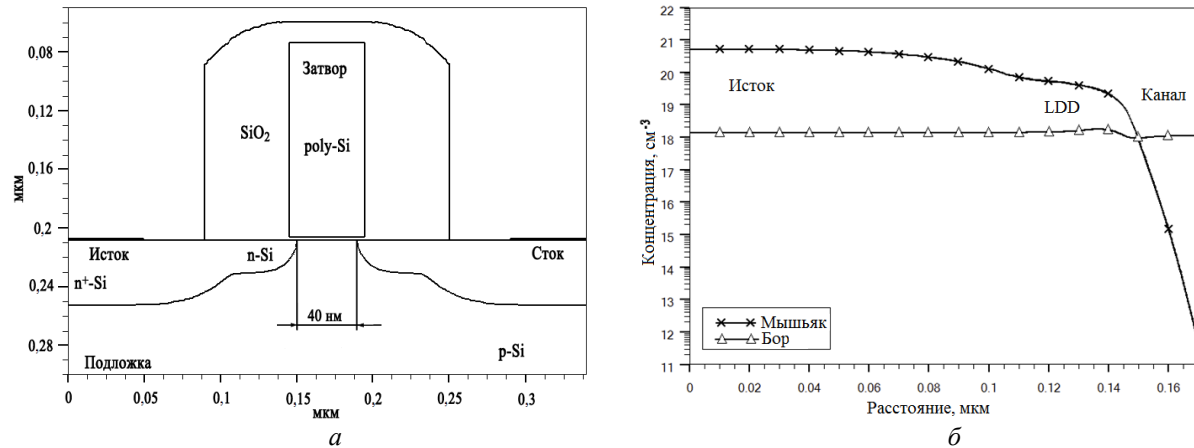 0.08
0.12
0.16
0,2
0,24
0,28
мкм
Затвор
SiO₂
poly-Si
Исток
n-Si
Сток
n⁺-Si
40 нм
p-Si
Подложка
0
0,05
0,1
0,15
0,2
0,25
0,3
мкм
а
22
21
20
19
18
17
16
15
14
13
12
11
Концентрация, см⁻³
Исток
LDD
Канал
Мышьяк
Бор
0
0.02
0.04
0.06
0.08
0.1
0.12
0.14
0.16
Расстояние, мкм
б